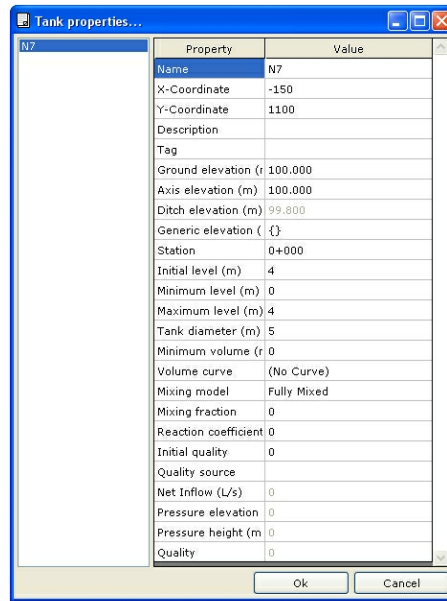 Tank properties...
N7
Property Value
Name N7
X-Coordinate -150
Y-Coordinate 1100
Description
Tag
Ground elevation (r 100.000
Axis elevation (m) 100.000
Ditch elevation (m) 99.800
Generic elevation ( {}
Station 0+000
Initial level (m) 4
Minimum level (m) 0
Maximum level (m) 4
Tank diameter (m) 5
Minimum volume (r 0
Volume curve (No Curve)
Mixing model Fully Mixed
Mixing fraction 0
Reaction coefficient 0
Initial quality 0
Quality source
Net Inflow (L/s) 0
Pressure elevation 0
Pressure height (m 0
Quality 0
Ok Cancel